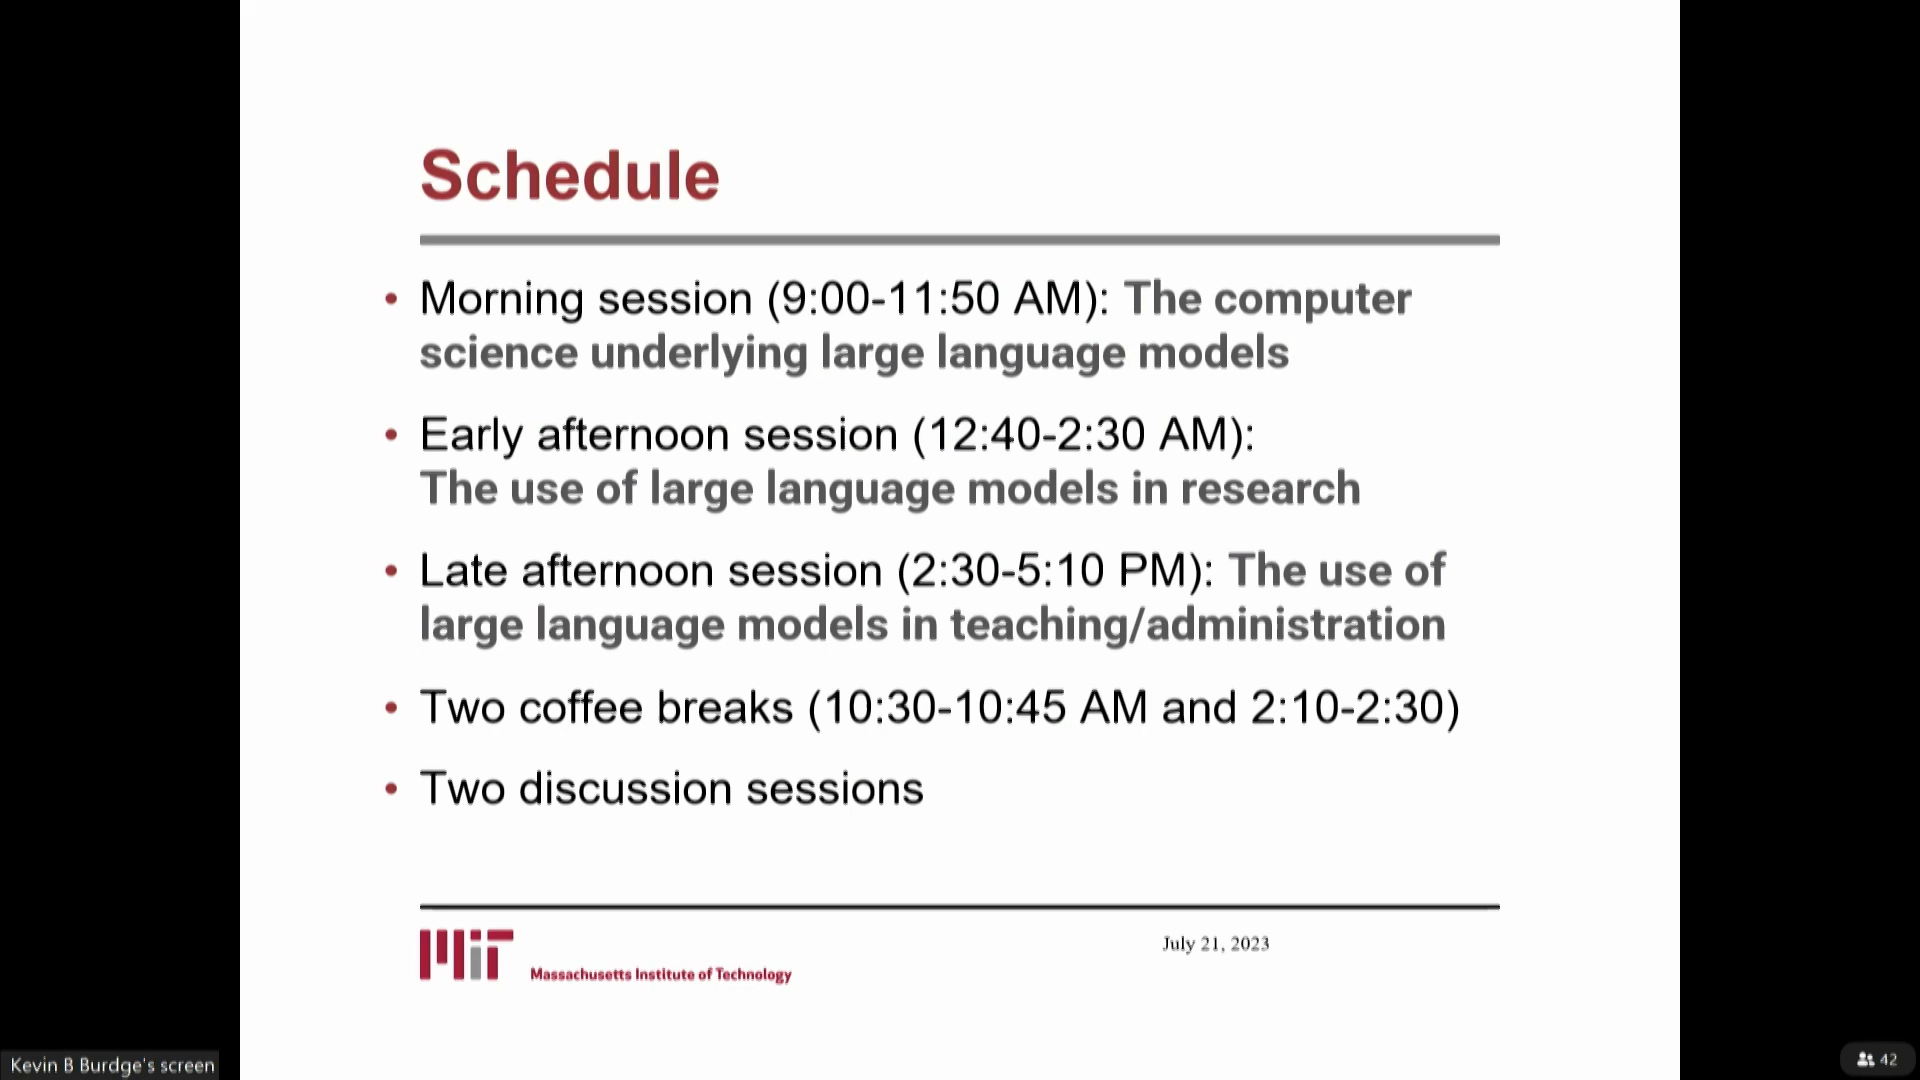 Schedule
• Morning session (9:00-11:50 AM): The computer
science underlying large language models
• Early afternoon session (12:40-2:30 AM):
The use of large language models in research
• Late afternoon session (2:30-5:10 PM): The use of
large language models in teaching/administration
• Two coffee breaks (10:30-10:45 AM and 2:10-2:30)
• Two discussion sessions
MIT
Massachusetts Institute of Technology
July 21, 2023
Kevin B Burdge's screen
42